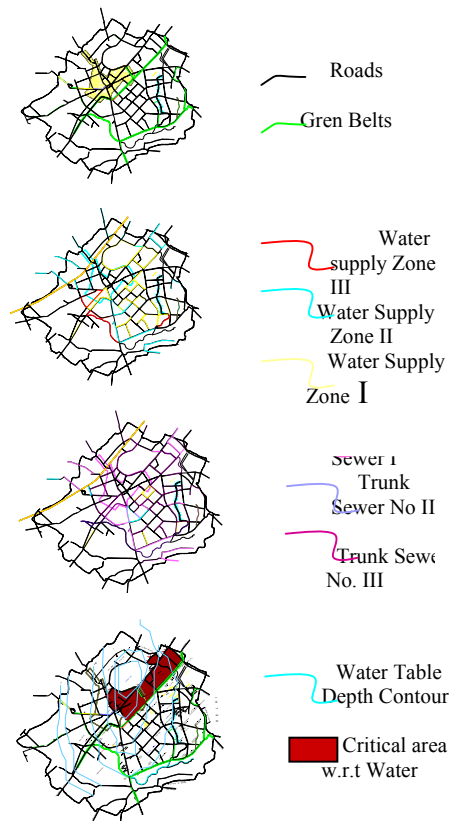 Roads
Gren Belts
Water
supply Zone
III
Water Supply
Zone II
Water Supply
Zone I
Sewer I
Trunk
Sewer No II
Trunk Sewe
No. III
Water Table
Depth Contour
Critical area
w.r.t Water